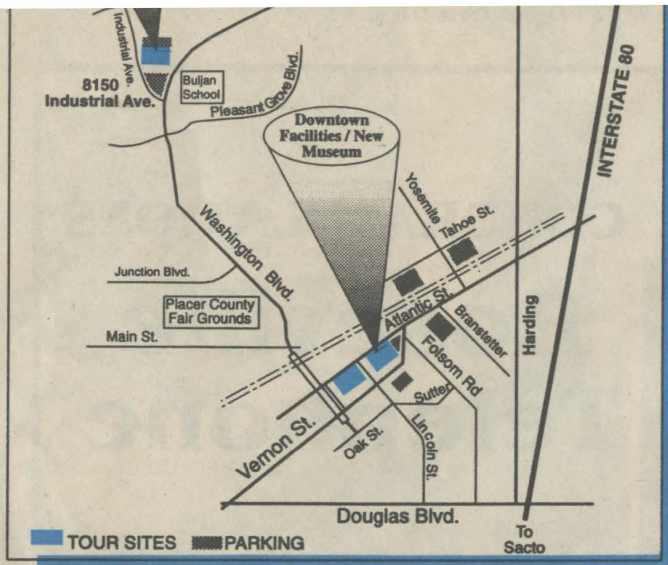 Industrial Ave.
8150
Industrial Ave.
Buljan
School
Pleasant Grove Blvd.
Downtown
Facilities / New
Museum
INTERSTATE 80
Yosemite
Tahoe St.
Washington Blvd.
Junction Blvd.
Placer County
Fair Grounds
Main St.
Atlantic St.
Branstetter
Harding
Folsom Rd
Sutter
Vernon St.
Oak St.
Lincoln St.
Douglas Blvd.
To
Sacto
TOUR SITES
PARKING